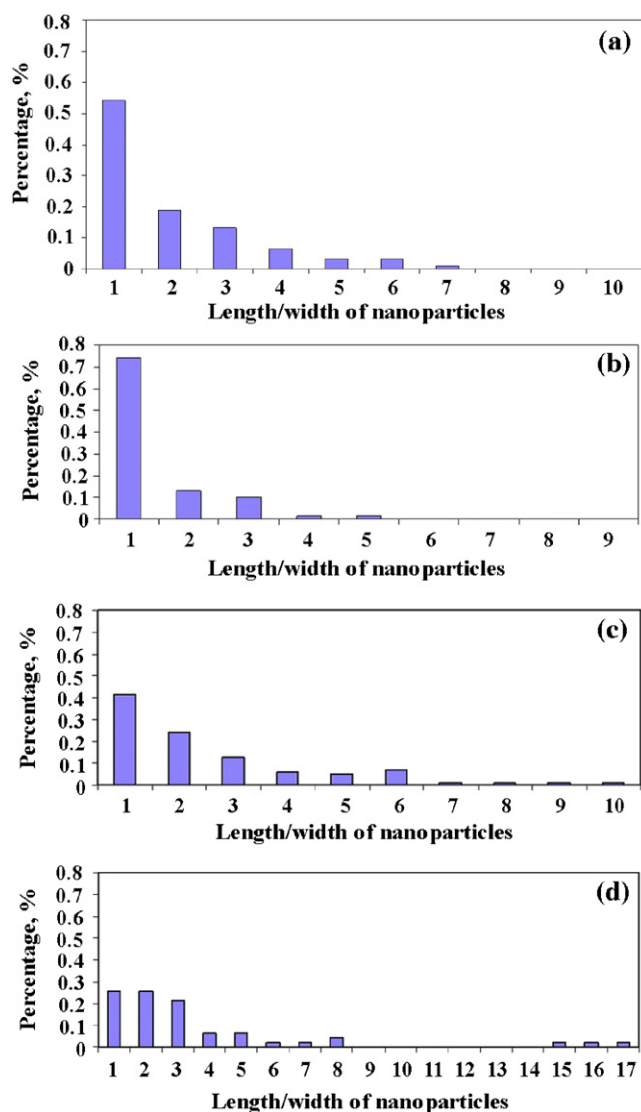 (a)
Percentage, %
0.8
0.7
0.6
0.5
0.4
0.3
0.2
0.1
0
1 2 3 4 5 6 7 8 9 10
Length/width of nanoparticles
(b)
Percentage, %
0.8
0.7
0.6
0.5
0.4
0.3
0.2
0.1
0
1 2 3 4 5 6 7 8 9
Length/width of nanoparticles
(c)
Percentage, %
0.8
0.7
0.6
0.5
0.4
0.3
0.2
0.1
0
1 2 3 4 5 6 7 8 9 10
Length/width of nanoparticles
(d)
Percentage, %
0.8
0.7
0.6
0.5
0.4
0.3
0.2
0.1
0
1 2 3 4 5 6 7 8 9 10 11 12 13 14 15 16 17
Length/width of nanoparticles